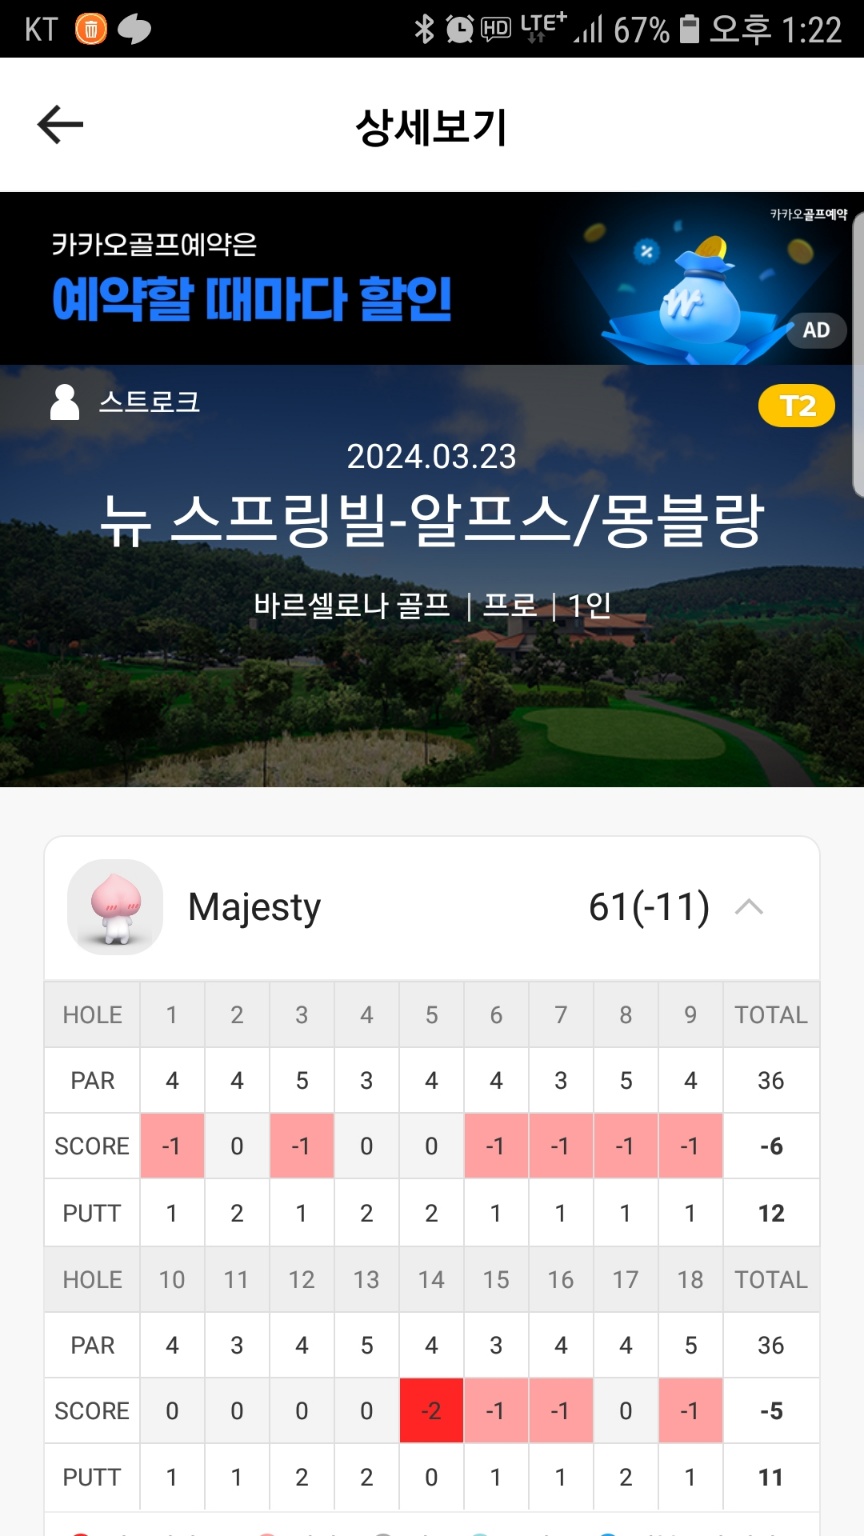 KT HD LTE+ 67% 오후 1:22
상세보기
카카오골프예약
카카오골프예약은
예약할 때마다 할인
AD
스트로크 T2
2024.03.23
뉴 스프링빌-알프스/몽블랑
바르셀로나 골프 | 프로 | 1인
Majesty 61(-11)
HOLE 1 2 3 4 5 6 7 8 9 TOTAL
PAR 4 4 5 3 4 4 3 5 4 36
SCORE -1 0 -1 0 0 -1 -1 -1 -1 -6
PUTT 1 2 1 2 2 1 1 1 1 12
HOLE 10 11 12 13 14 15 16 17 18 TOTAL
PAR 4 3 4 5 4 3 4 4 5 36
SCORE 0 0 0 0 -2 -1 -1 0 -1 -5
PUTT 1 1 2 2 0 1 1 2 1 11